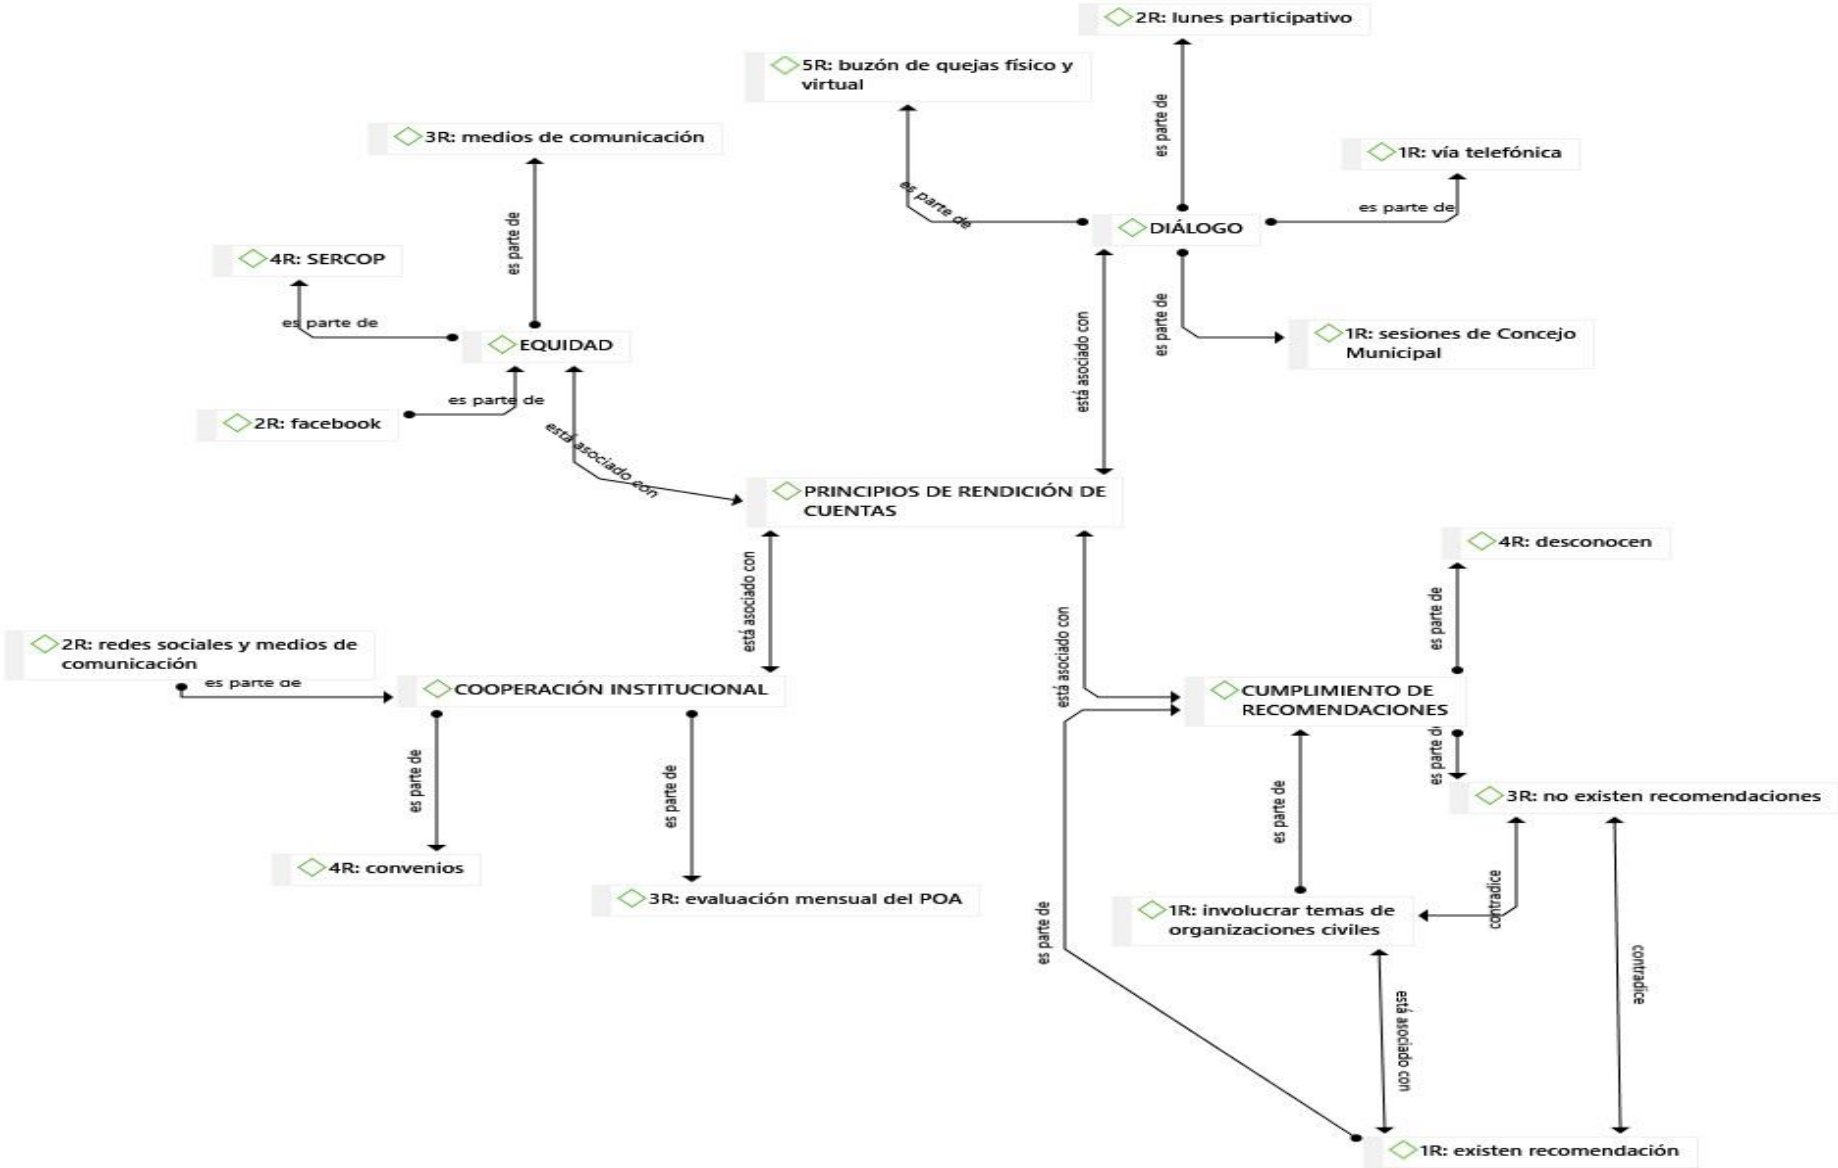 2R: lunes participativo
5R: buzón de quejas físico y
virtual
es parte de
3R: medios de comunicación
1R: vía telefónica
es parte de
es parte de
es parte de
DIÁLOGO
es parte de
4R: SERCOP
es parte de
es parte de
1R: sesiones de Concejo
Municipal
EQUIDAD
está asociado con
es parte de
2R: facebook
está asociado con
PRINCIPIOS DE RENDICIÓN DE
CUENTAS
4R: desconocen
está asociado con
es parte de
está asociado con
2R: redes sociales y medios de
comunicación
es parte de
COOPERACIÓN INSTITUCIONAL
CUMPLIMIENTO DE
RECOMENDACIONES
es parte de
es parte de
es parte de
es parte de
3R: no existen recomendaciones
4R: convenios
3R: evaluación mensual del POA
contradice
1R: involucrar temas de
organizaciones civiles
es parte de
contradice
está asociado con
1R: existen recomendación